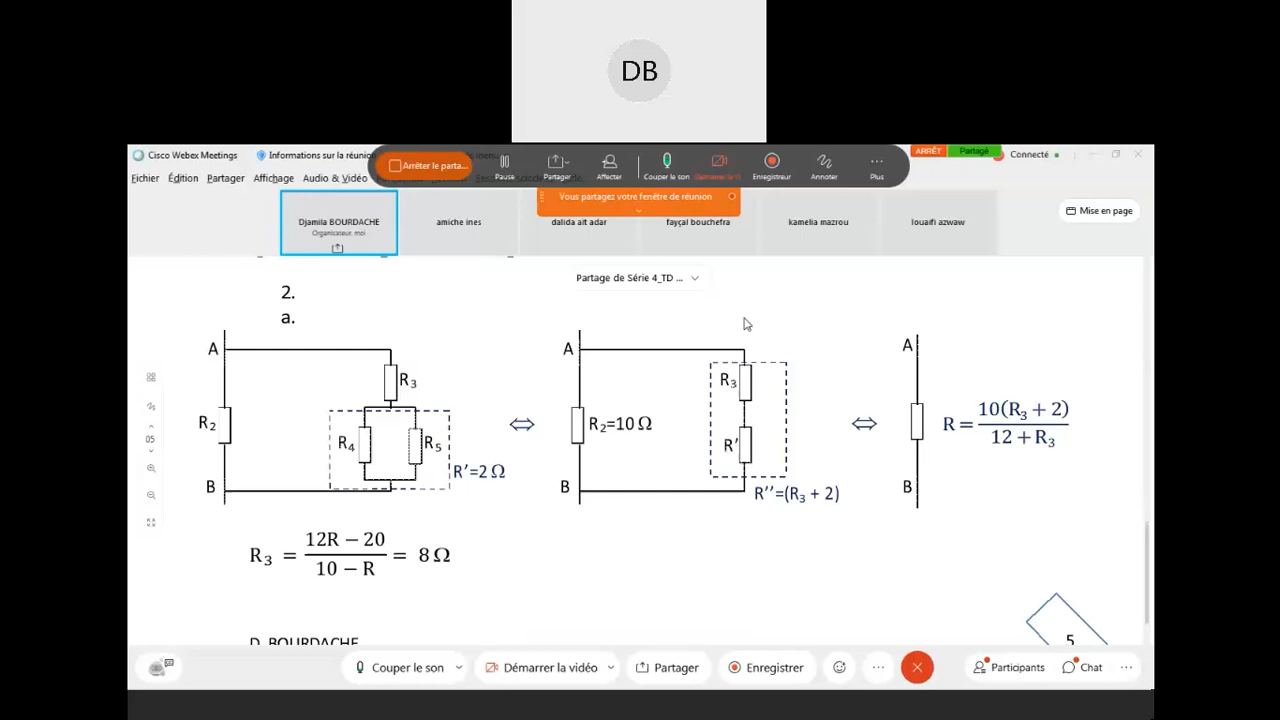 DB
Cisco Webex Meetings
Informations sur la réunion
Arrêter le parta...
Pause
Partager
Affecter
Couper le son
Enregistreur
Annoter
Plus
ARRÊT
Partagé
Connecté
Fichier Édition Partager Affichage Audio & Vidéo
Vous partagez votre fenêtre de réunion
Mise en page
Djamila BOURDACHE
Organisateur: moi
amiche ines
dalida ait adar
fayçal bouchefra
kamelia mazrou
louaifi azwaw
Partage de Série 4_TD ...
2.
a.
A
R₂
B
R₃
R₄
R₅
R'=2 Ω
⇔
A
R₂=10 Ω
B
R₃
R'
R''=(R₃ + 2)
⇔
A
B
R = 10(R₃ + 2) / 12 + R₃
05
R₃ = 12R − 20 / 10 − R = 8 Ω
D. BOURDACHE
5
Couper le son
Démarrer la vidéo
Partager
Enregistrer
Participants
Chat